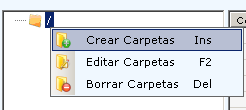 /
Crear Carpetas Ins
Editar Carpetas F2
Borrar Carpetas Del